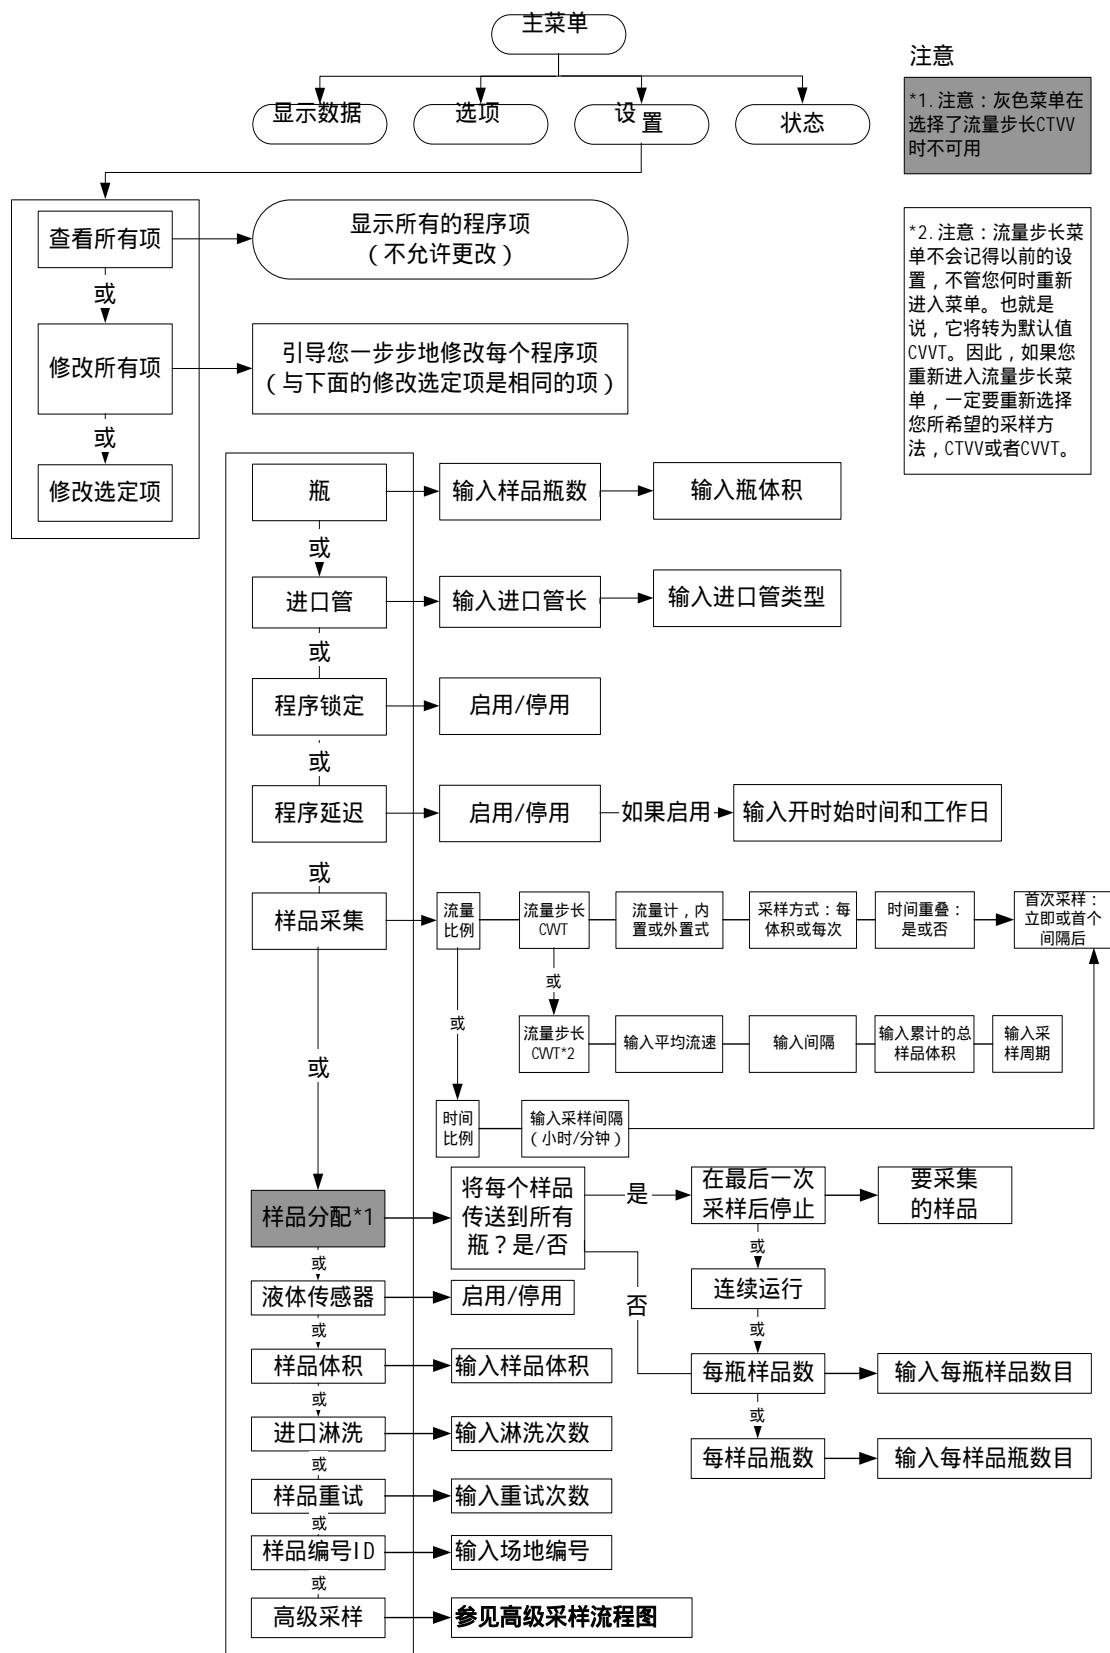 主菜单
显示数据
选项
设置
状态
注意
*1.注意：灰色菜单在
选择了流量步长CTVV
时不可用
*2.注意：流量步长菜
单不会记得以前的设
置，不管您何时重新
进入菜单。也就是
说，它将转为默认值
CVVT。因此，如果您
重新进入流量步长菜
单，一定要重新选择
您所希望的采样方
法，CTVV或者CVVT。
查看所有项
显示所有的程序项
（不允许更改）
或
修改所有项
引导您一步步地修改每个程序项
（与下面的修改选定项是相同的项）
或
修改选定项
瓶
输入样品瓶数
输入瓶体积
或
进口管
输入进口管长
输入进口管类型
或
程序锁定
启用/停用
或
程序延迟
启用/停用
如果启用
输入开时始时间和工作日
或
样品采集
流量
比例
流量步长
CVVT
流量计，内
置或外置式
采样方式：每
体积或每次
时间重叠：
是或否
首次采样：
立即或首个
间隔后
或
或
流量步长
CVVT*2
输入平均流速
输入间隔
输入累计的总
样品体积
输入采
样周期
或
时间
比例
输入采样间隔
（小时/分钟）
样品分配*1
将每个样品
传送到所有
瓶？是/否
是
在最后一次
采样后停止
要采集
的样品
或
或
液体传感器
启用/停用
否
连续运行
或
或
样品体积
输入样品体积
每瓶样品数
输入每瓶样品数目
或
或
进口淋洗
输入淋洗次数
每样品瓶数
输入每样品瓶数目
或
样品重试
输入重试次数
或
样品编号ID
输入场地编号
或
高级采样
参见高级采样流程图